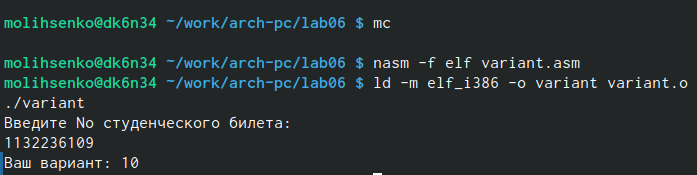 molihsenko@dk6n34 ~/work/arch-pc/lab06 $ mc
molihsenko@dk6n34 ~/work/arch-pc/lab06 $ nasm -f elf variant.asm
molihsenko@dk6n34 ~/work/arch-pc/lab06 $ ld -m elf_i386 -o variant variant.o
./variant
Введите No студенческого билета:
1132236109
Ваш вариант: 10